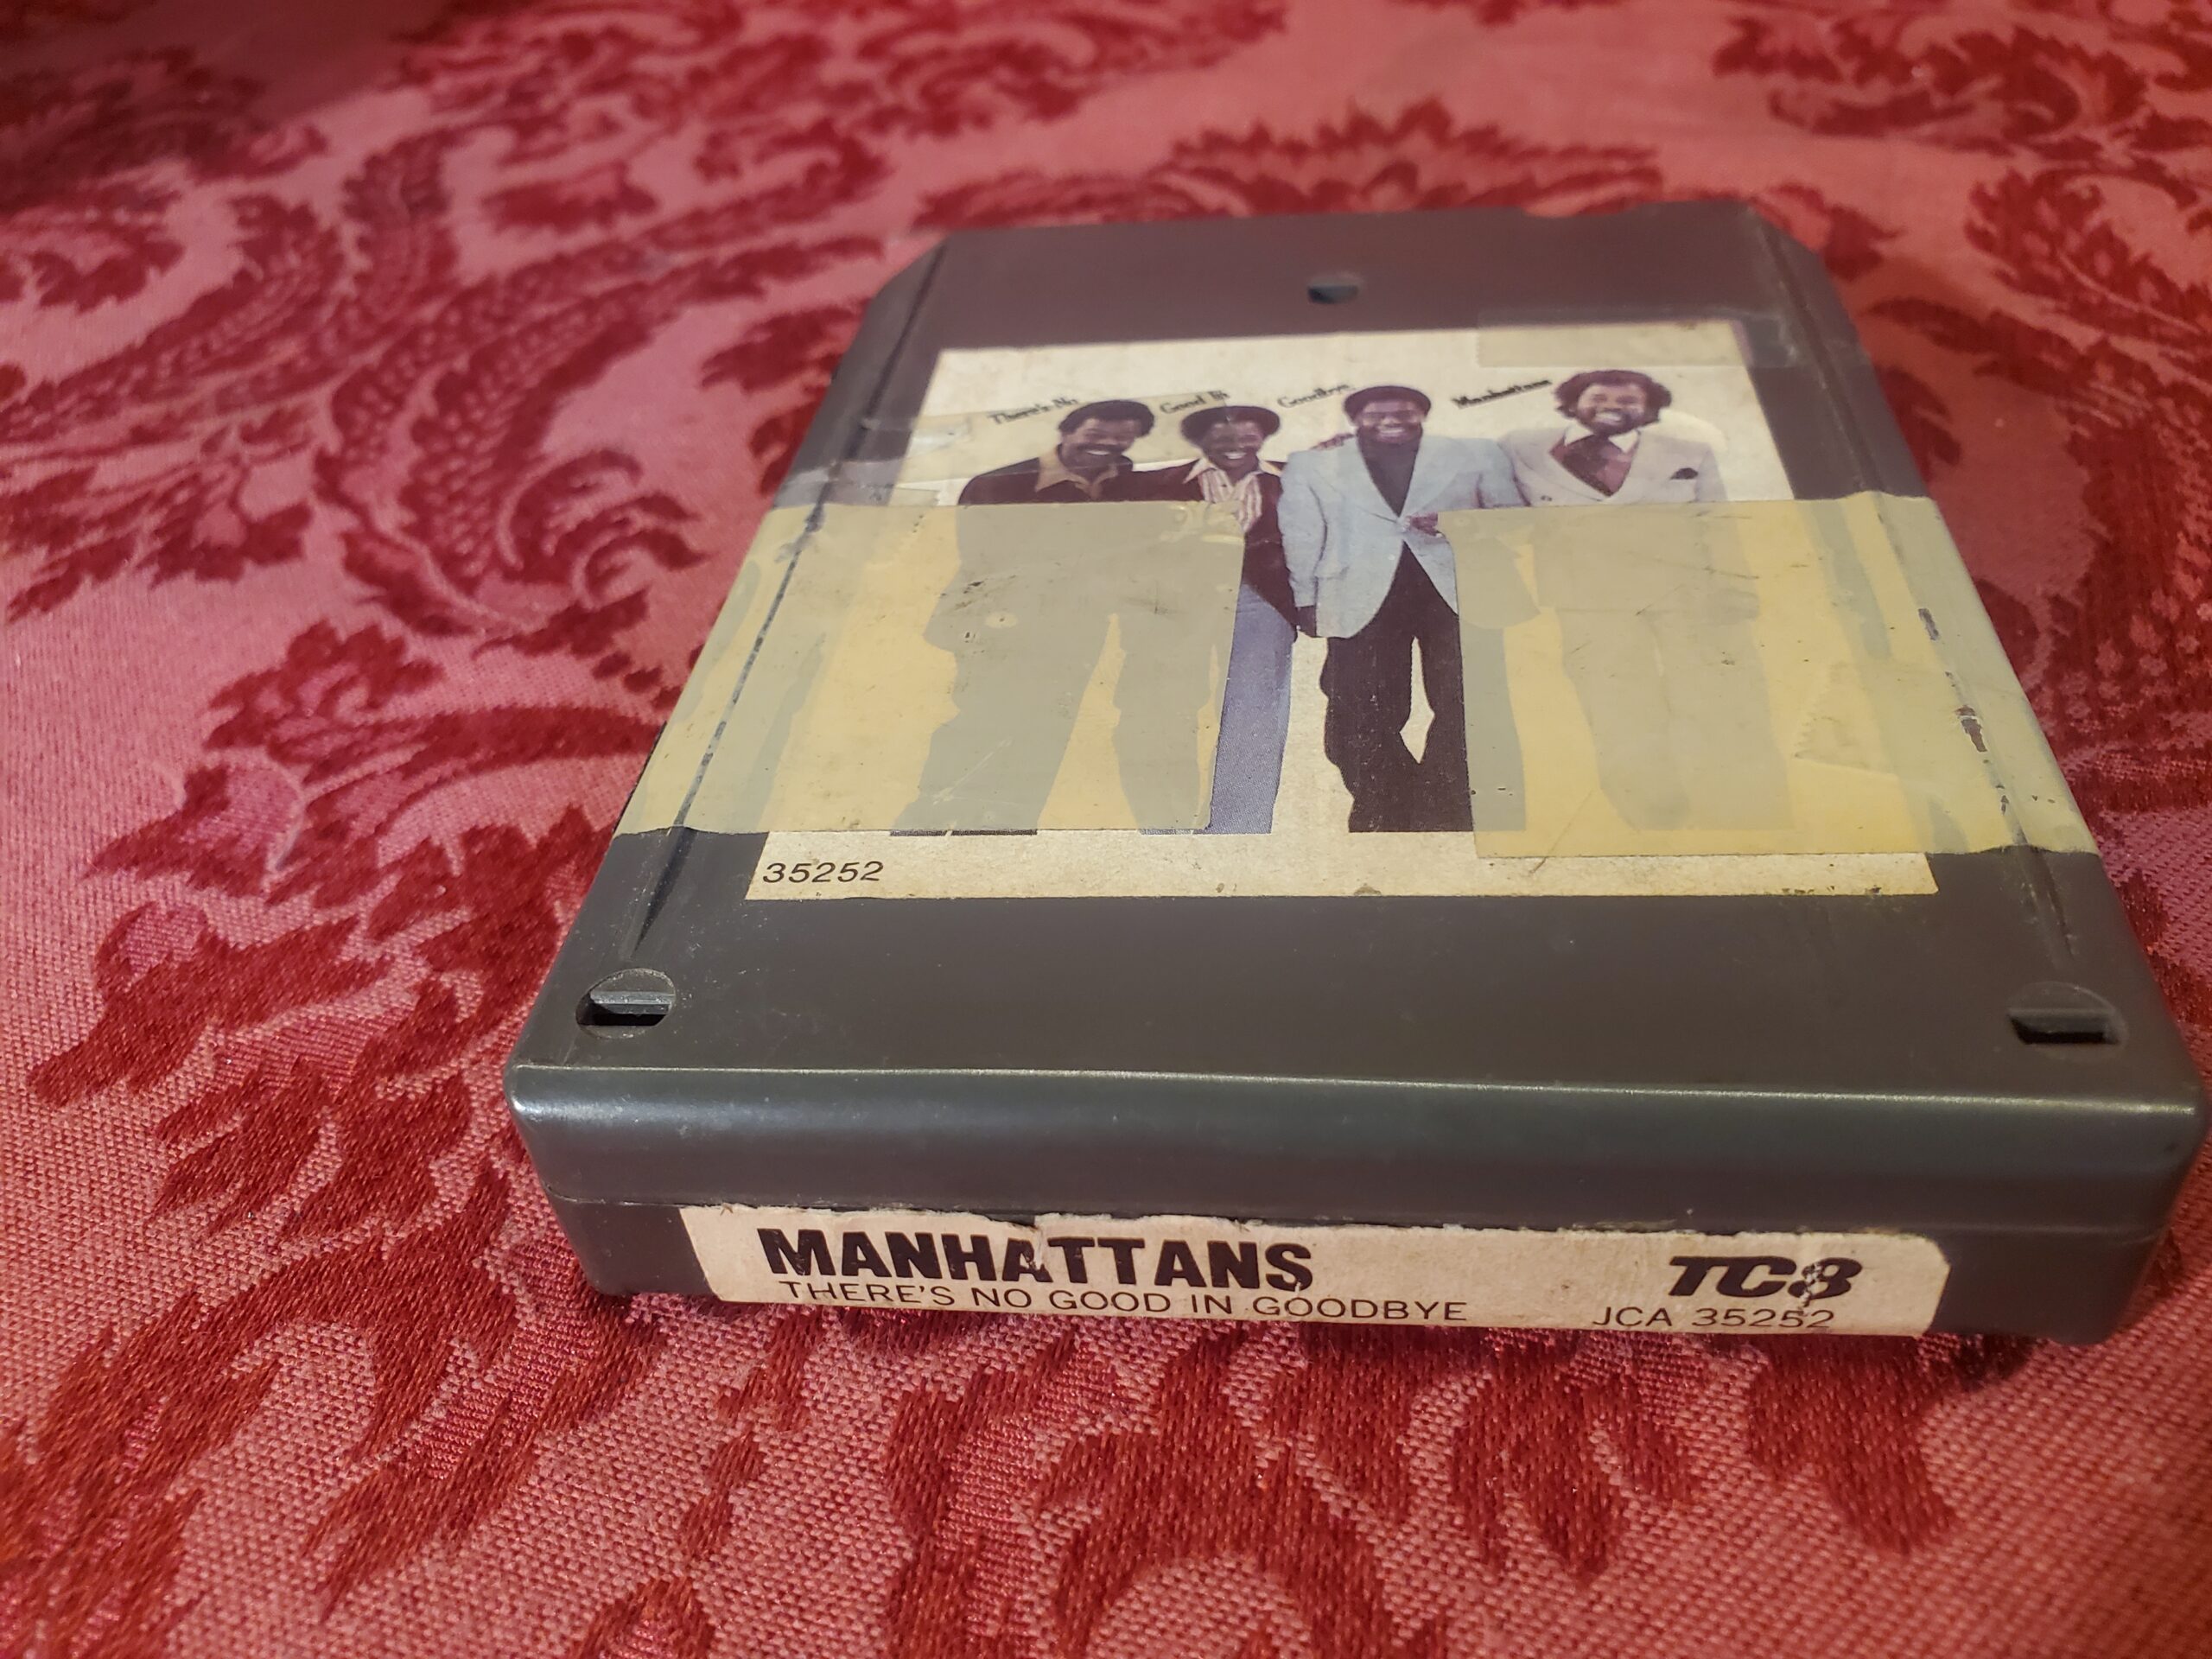 There's No Good In Goodbye Manhattans
35252
MANHATTANS TC8
THERE'S NO GOOD IN GOODBYE JCA 35252